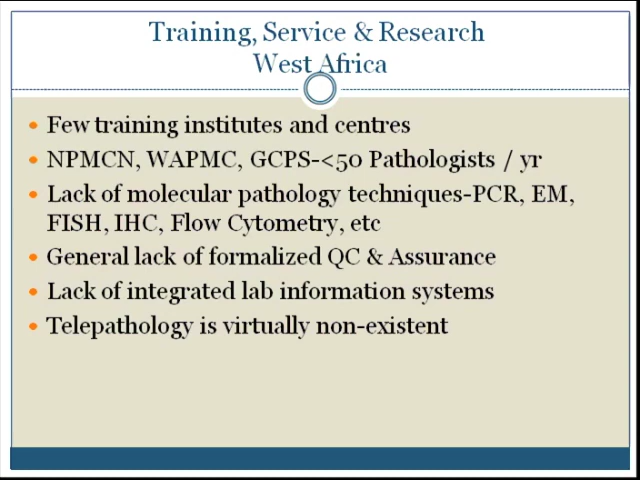 Training, Service & Research
West Africa
• Few training institutes and centres
• NPMCN, WAPMC, GCPS-<50 Pathologists / yr
• Lack of molecular pathology techniques-PCR, EM,
FISH, IHC, Flow Cytometry, etc
• General lack of formalized QC & Assurance
• Lack of integrated lab information systems
• Telepathology is virtually non-existent